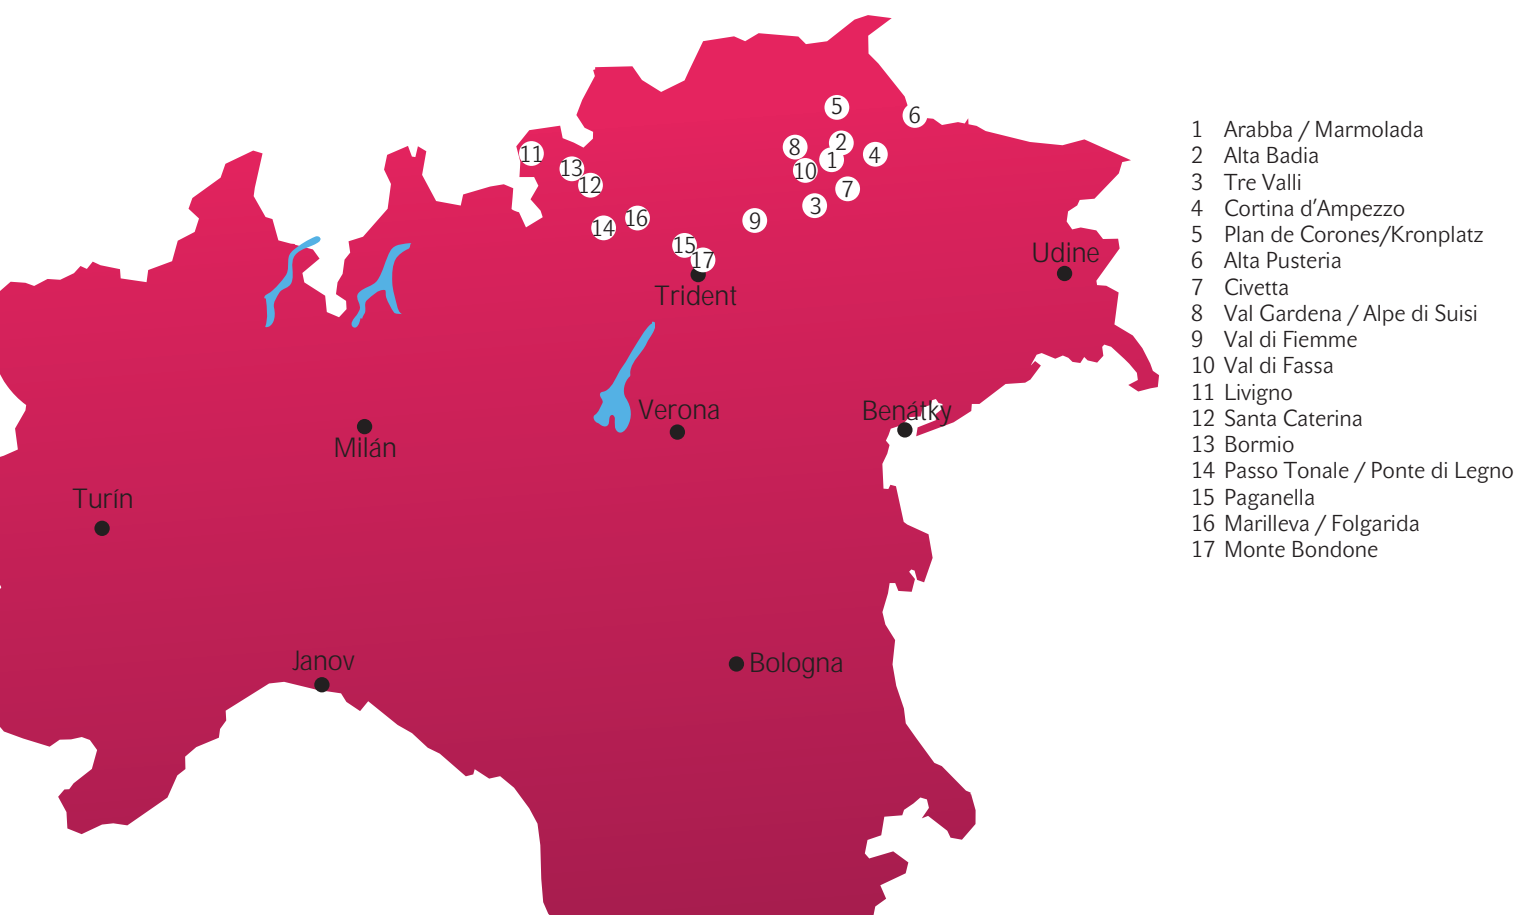 5
6
11
8
2
4
13
10
1
12
7
3
14
16
9
15
17
Udine
Trident
Verona
Benátky
Milán
Turín
Janov
Bologna
1 Arabba / Marmolada
2 Alta Badia
3 Tre Valli
4 Cortina d’Ampezzo
5 Plan de Corones/Kronplatz
6 Alta Pusteria
7 Civetta
8 Val Gardena / Alpe di Suisi
9 Val di Fiemme
10 Val di Fassa
11 Livigno
12 Santa Caterina
13 Bormio
14 Passo Tonale / Ponte di Legno
15 Paganella
16 Marilleva / Folgarida
17 Monte Bondone